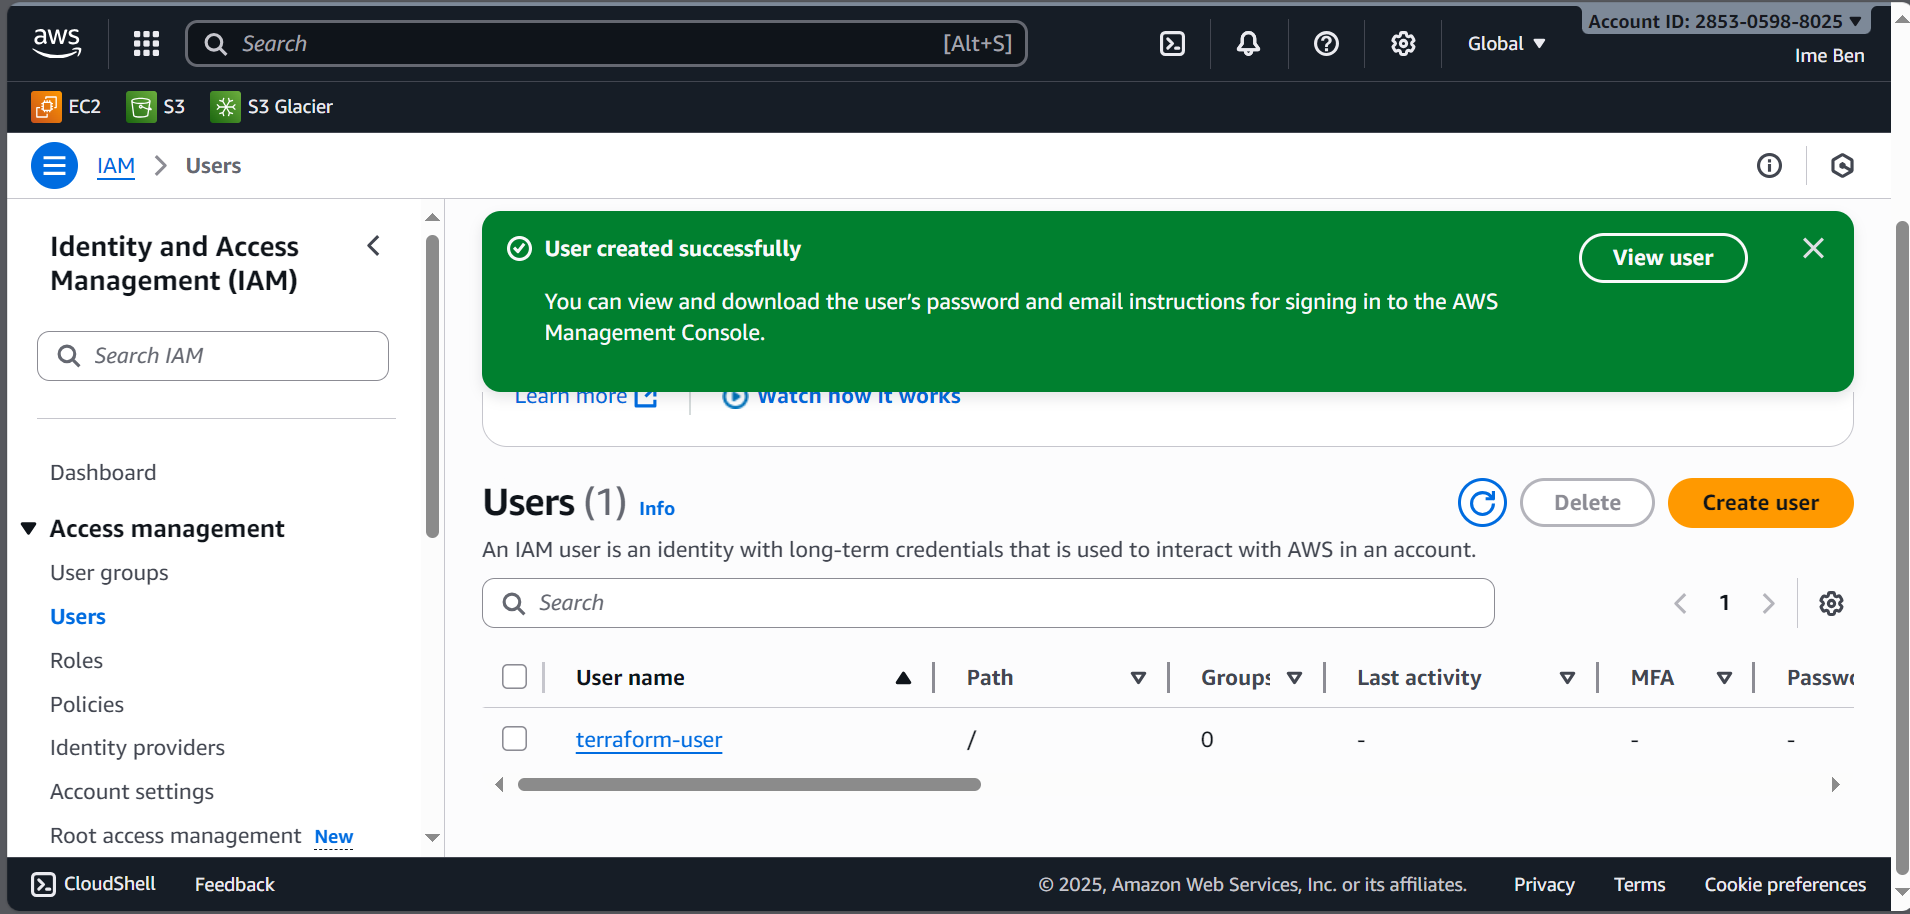 aws
Search
[Alt+S]
Global
Account ID: 2853-0598-8025
Ime Ben
EC2
S3
S3 Glacier
IAM
Users
Identity and Access
Management (IAM)
Search IAM
Dashboard
Access management
User groups
Users
Roles
Policies
Identity providers
Account settings
Root access management New
User created successfully
You can view and download the user's password and email instructions for signing in to the AWS
Management Console.
View user
Learn more
Watch how it works
Users (1) Info
Delete
Create user
An IAM user is an identity with long-term credentials that is used to interact with AWS in an account.
Search
1
User name
Path
Groups
Last activity
MFA
Passwo
terraform-user
/
0
-
-
-
CloudShell
Feedback
© 2025, Amazon Web Services, Inc. or its affiliates.
Privacy
Terms
Cookie preferences